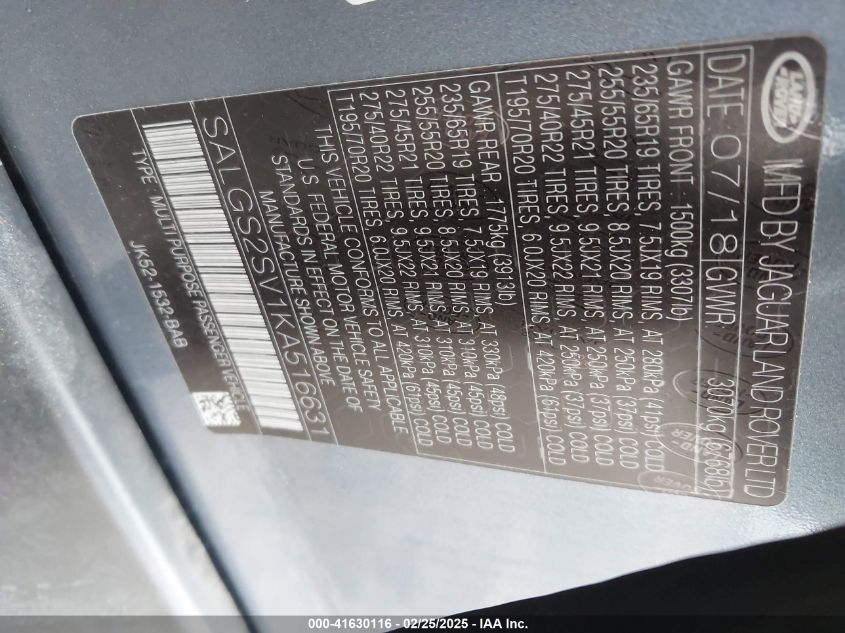 LAND ROVER
MFD BY JAGUAR LAND ROVER LTD
DATE 07/18 GVWR 3070kg (6768lb)
GAWR FRONT 1500kg (3307lb)
235/65R19 TIRES, 7.5JX19 RIMS, AT 280kPa (41psi) COLD
255/55R20 TIRES, 8.5JX20 RIMS, AT 250kPa (37psi) COLD
275/45R21 TIRES, 9.5JX21 RIMS, AT 250kPa (37psi) COLD
275/40R22 TIRES, 9.5JX22 RIMS, AT 250kPa (37psi) COLD
T195/70R20 TIRES, 6.0JX20 RIMS, AT 420kPa (61psi) COLD
GAWR REAR 1775kg (3913lb)
235/65R19 TIRES, 7.5JX19 RIMS, AT 330kPa (48psi) COLD
255/55R20 TIRES, 8.5JX20 RIMS, AT 310kPa (45psi) COLD
275/45R21 TIRES, 9.5JX21 RIMS, AT 310kPa (45psi) COLD
275/40R22 TIRES, 9.5JX22 RIMS, AT 310kPa (45psi) COLD
T195/70R20 TIRES, 6.0JX20 RIMS, AT 420kPa (61psi) COLD
THIS VEHICLE CONFORMS TO ALL APPLICABLE
U.S. FEDERAL MOTOR VEHICLE SAFETY
STANDARDS IN EFFECT ON THE DATE OF
MANUFACTURE SHOWN ABOVE
SALGS2SV1KA516631
TYPE: MULTIPURPOSE PASSENGER VEHICLE
JK52-1532-BAB
000-41630116 - 02/25/2025 - IAA Inc.